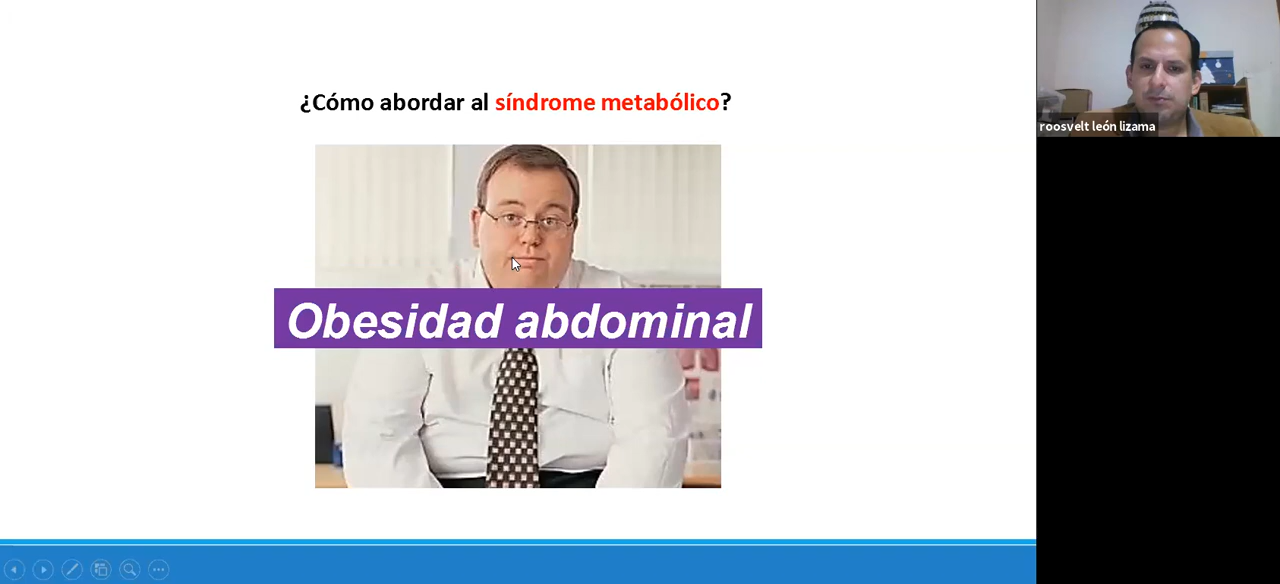 ¿Cómo abordar al síndrome metabólico?
Obesidad abdominal
roosvelt león lizama